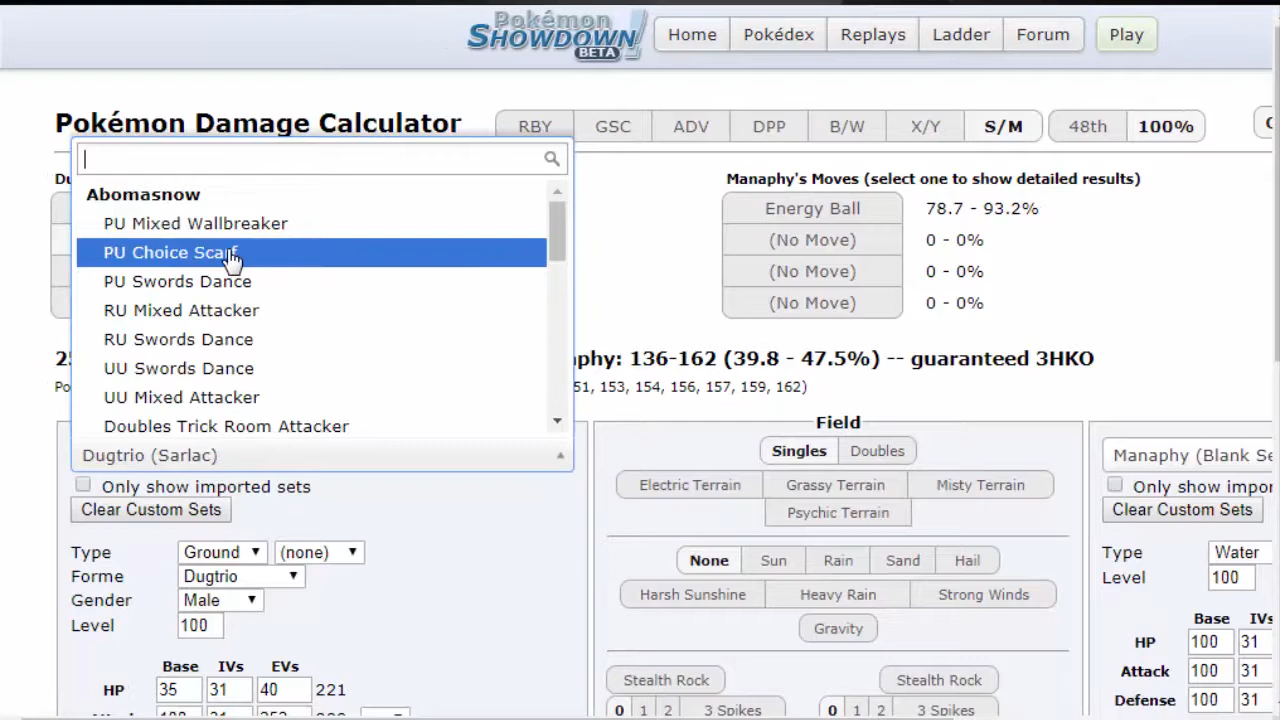 Pokémon
SHOWDOWN!
BETA
Home Pokédex Replays Ladder Forum Play
Pokémon Damage Calculator
RBY GSC ADV DPP B/W X/Y S/M 48th 100%
Du
Abomasnow
PU Mixed Wallbreaker
PU Choice Scarf
PU Swords Dance
RU Mixed Attacker
RU Swords Dance
UU Swords Dance
UU Mixed Attacker
Doubles Trick Room Attacker
Dugtrio (Sarlac)
Manaphy's Moves (select one to show detailed results)
Energy Ball 78.7 - 93.2%
(No Move) 0 - 0%
(No Move) 0 - 0%
(No Move) 0 - 0%
25 aphy: 136-162 (39.8 - 47.5%) -- guaranteed 3HKO
Po 51, 153, 154, 156, 157, 159, 162)
Only show imported sets
Clear Custom Sets
Type Ground (none)
Forme Dugtrio
Gender Male
Level 100
Base IVs EVs
HP 35 31 40 221
Field
Singles Doubles
Electric Terrain Grassy Terrain Misty Terrain
Psychic Terrain
None Sun Rain Sand Hail
Harsh Sunshine Heavy Rain Strong Winds
Gravity
Stealth Rock Stealth Rock
0 1 2 3 Spikes 0 1 2 3 Spikes
Manaphy (Blank Se
Only show impor
Clear Custom Sets
Type Water
Level 100
Base IVs
HP 100 31
Attack 100 31
Defense 100 31